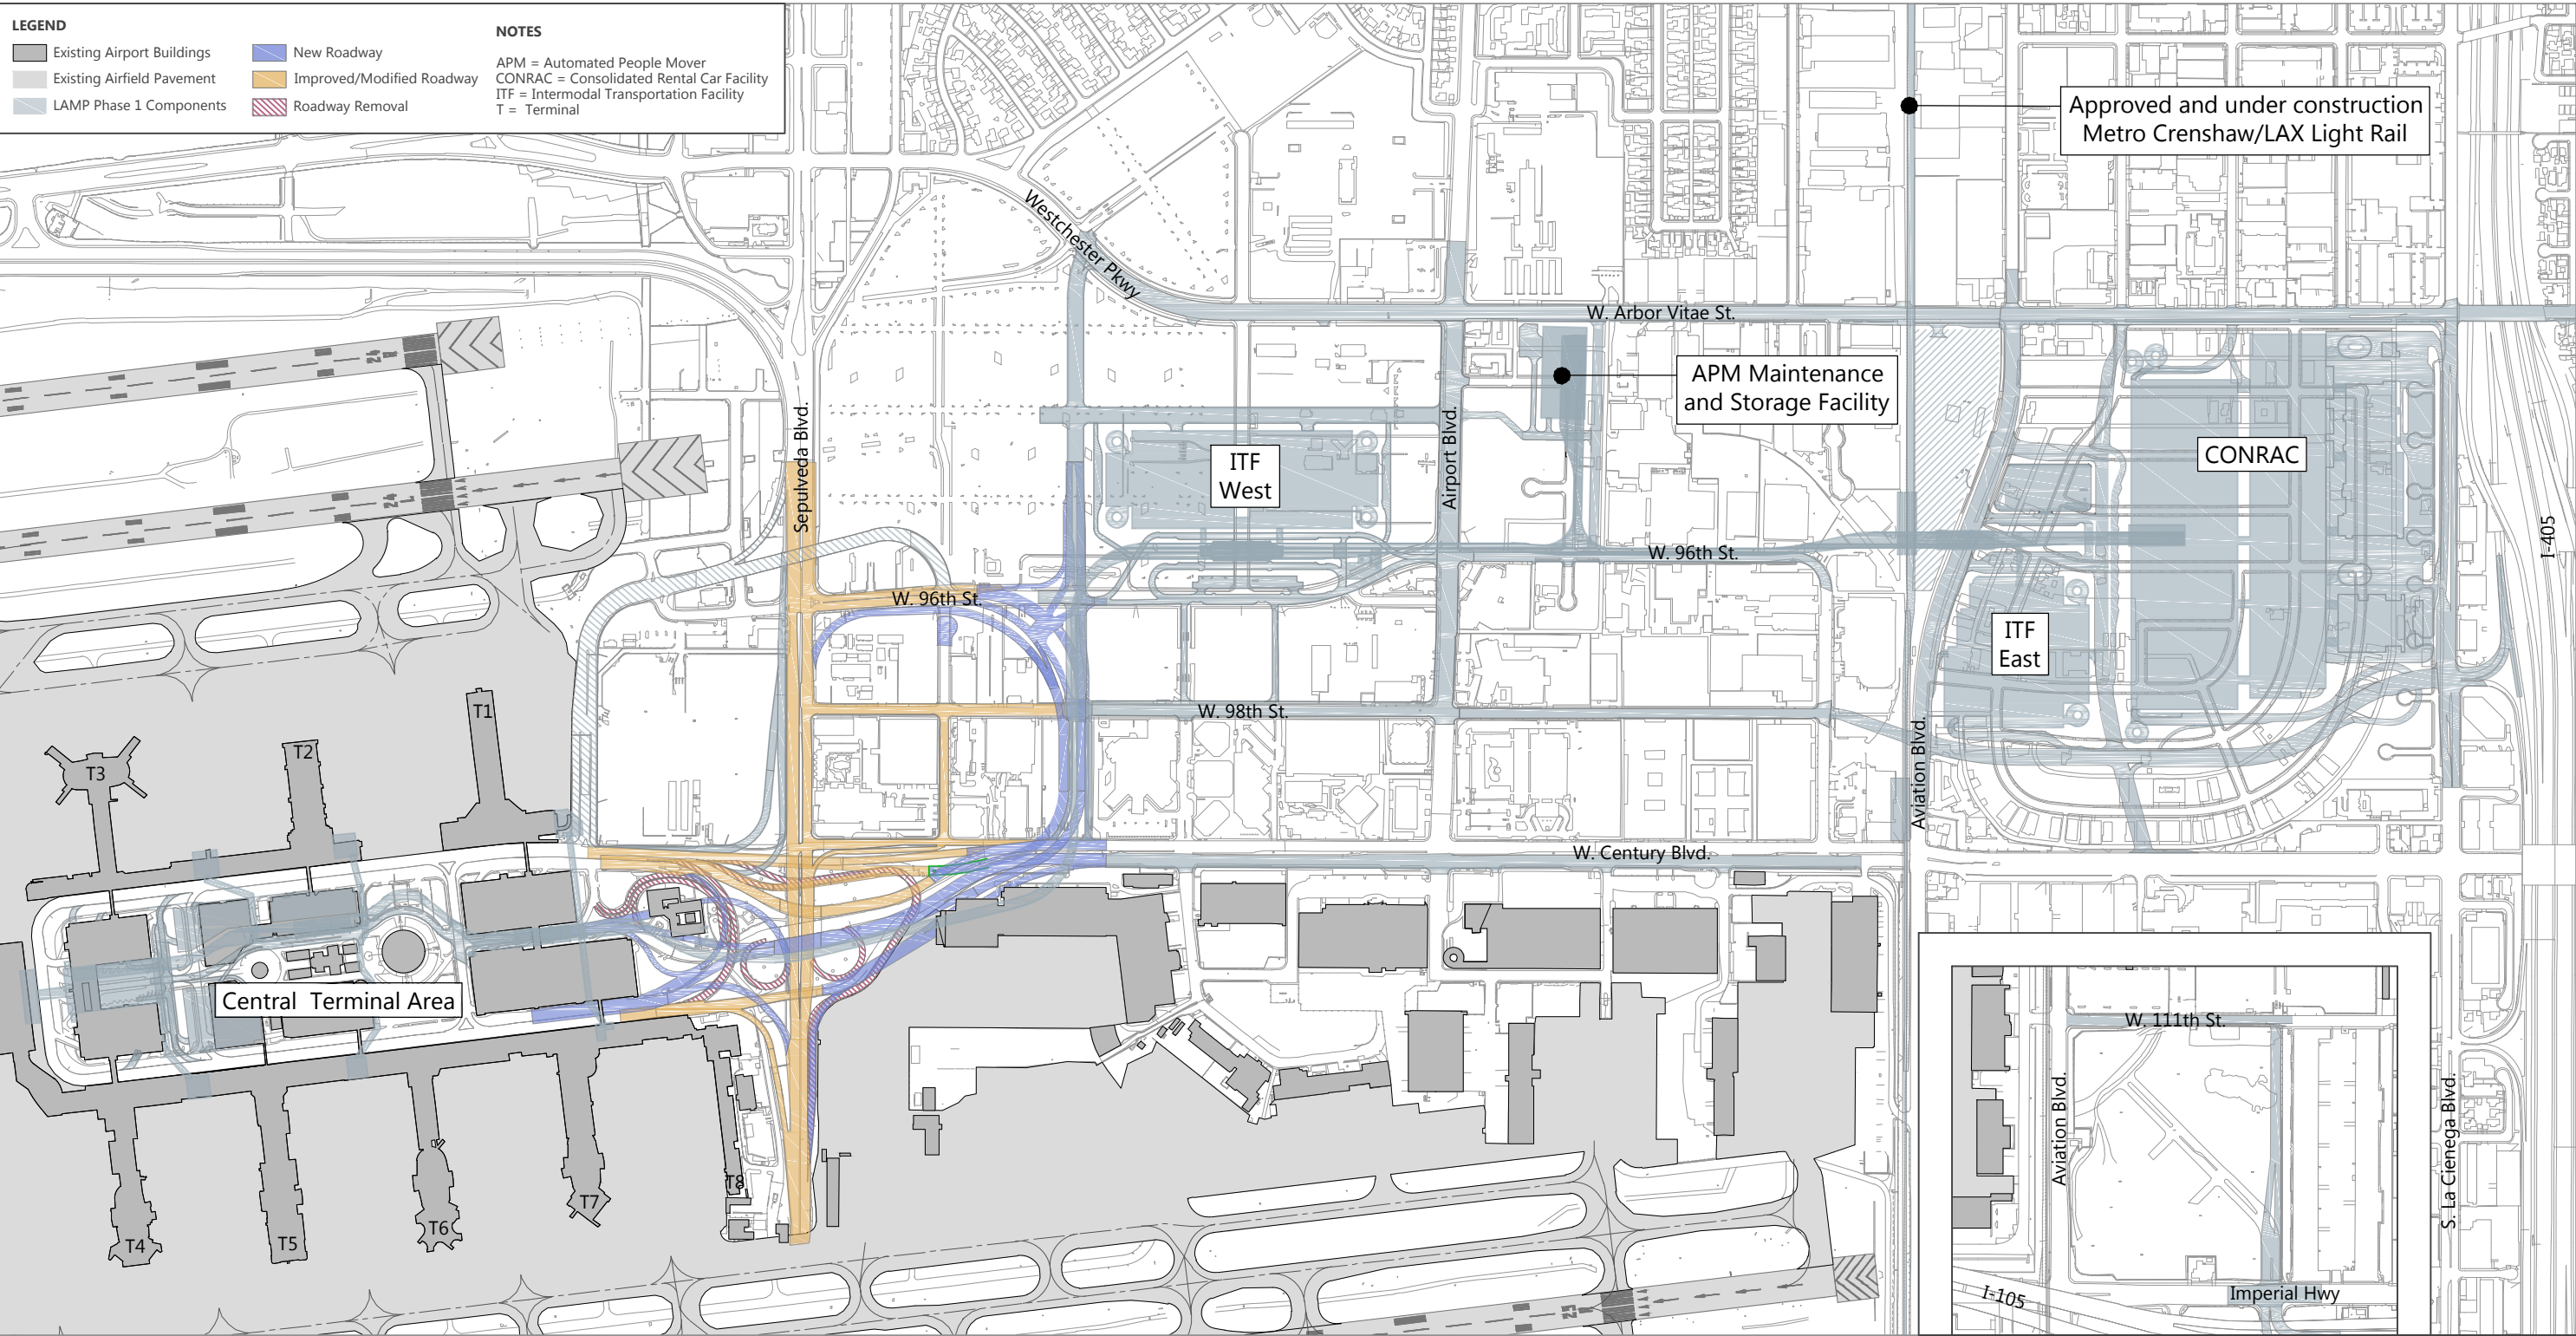 LEGEND
Existing Airport Buildings
Existing Airfield Pavement
LAMP Phase 1 Components
New Roadway
Improved/Modified Roadway
Roadway Removal
NOTES
APM = Automated People Mover
CONRAC = Consolidated Rental Car Facility
ITF = Intermodal Transportation Facility
T = Terminal
Approved and under construction
Metro Crenshaw/LAX Light Rail
Westchester Pkwy
W. Arbor Vitae St.
APM Maintenance
and Storage Facility
Sepulveda Blvd.
Airport Blvd.
ITF
West
CONRAC
I-405
W. 96th St.
W. 96th St.
ITF
East
W. 98th St.
Aviation Blvd.
T1
T2
T3
W. Century Blvd.
Central Terminal Area
T4
T5
T6
T7
T8
W. 111th St.
Aviation Blvd.
S. La Cienega Blvd.
I-105
Imperial Hwy